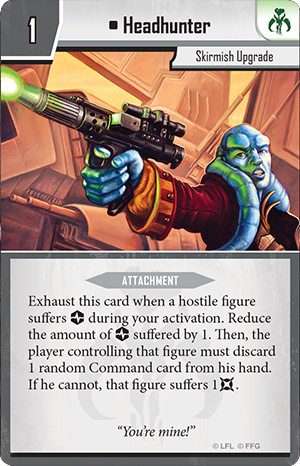 1
Headhunter
Skirmish Upgrade
ATTACHMENT
Exhaust this card when a hostile figure
suffers during your activation. Reduce
the amount of suffered by 1. Then, the
player controlling that figure must discard
1 random Command card from his hand.
If he cannot, that figure suffers 1.
“You’re mine!”
© LFL © FFG